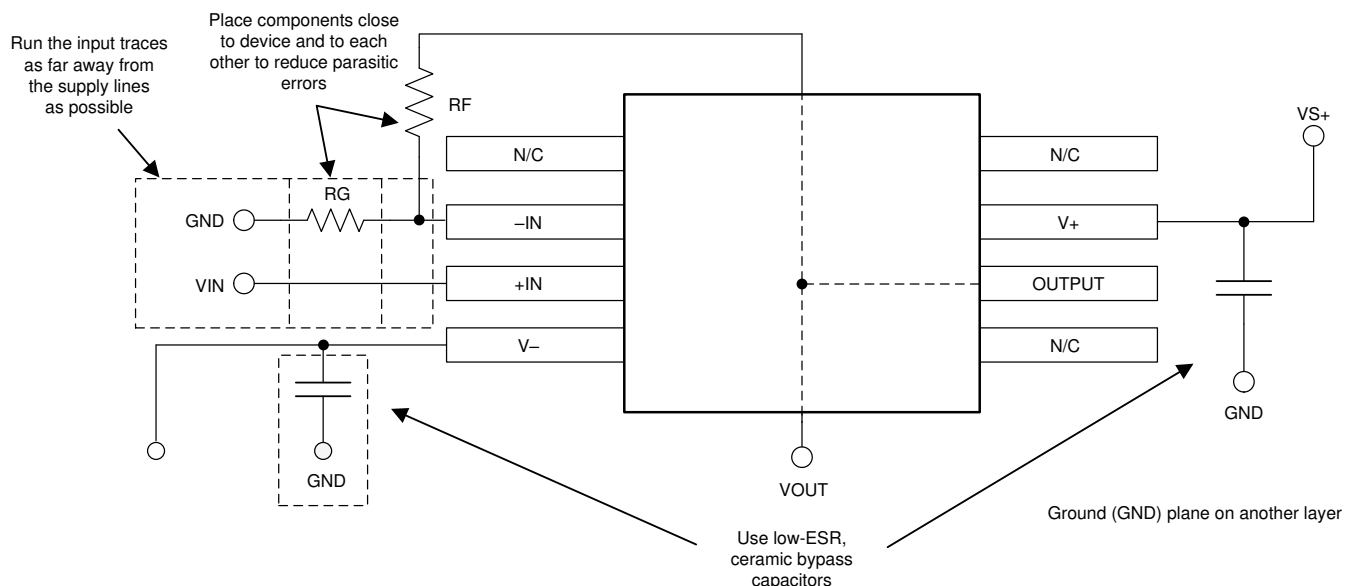 Place components close
to device and to each
other to reduce parasitic
errors
Run the input traces
as far away from
the supply lines
as possible
RF
VS+
N/C
N/C
RG
GND
–IN
V+
VIN
+IN
OUTPUT
V–
N/C
GND
GND
VOUT
Ground (GND) plane on another layer
Use low-ESR,
ceramic bypass
capacitors